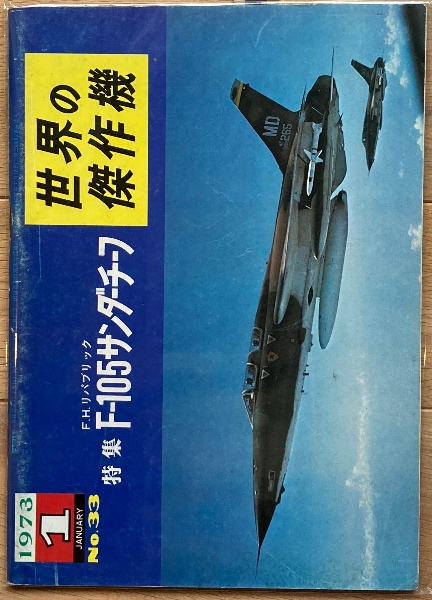 世界の
傑作機
F.H.リパブリック
特集 F-105サンダーチーフ
1973
1
JANUARY
No.33
MD
265